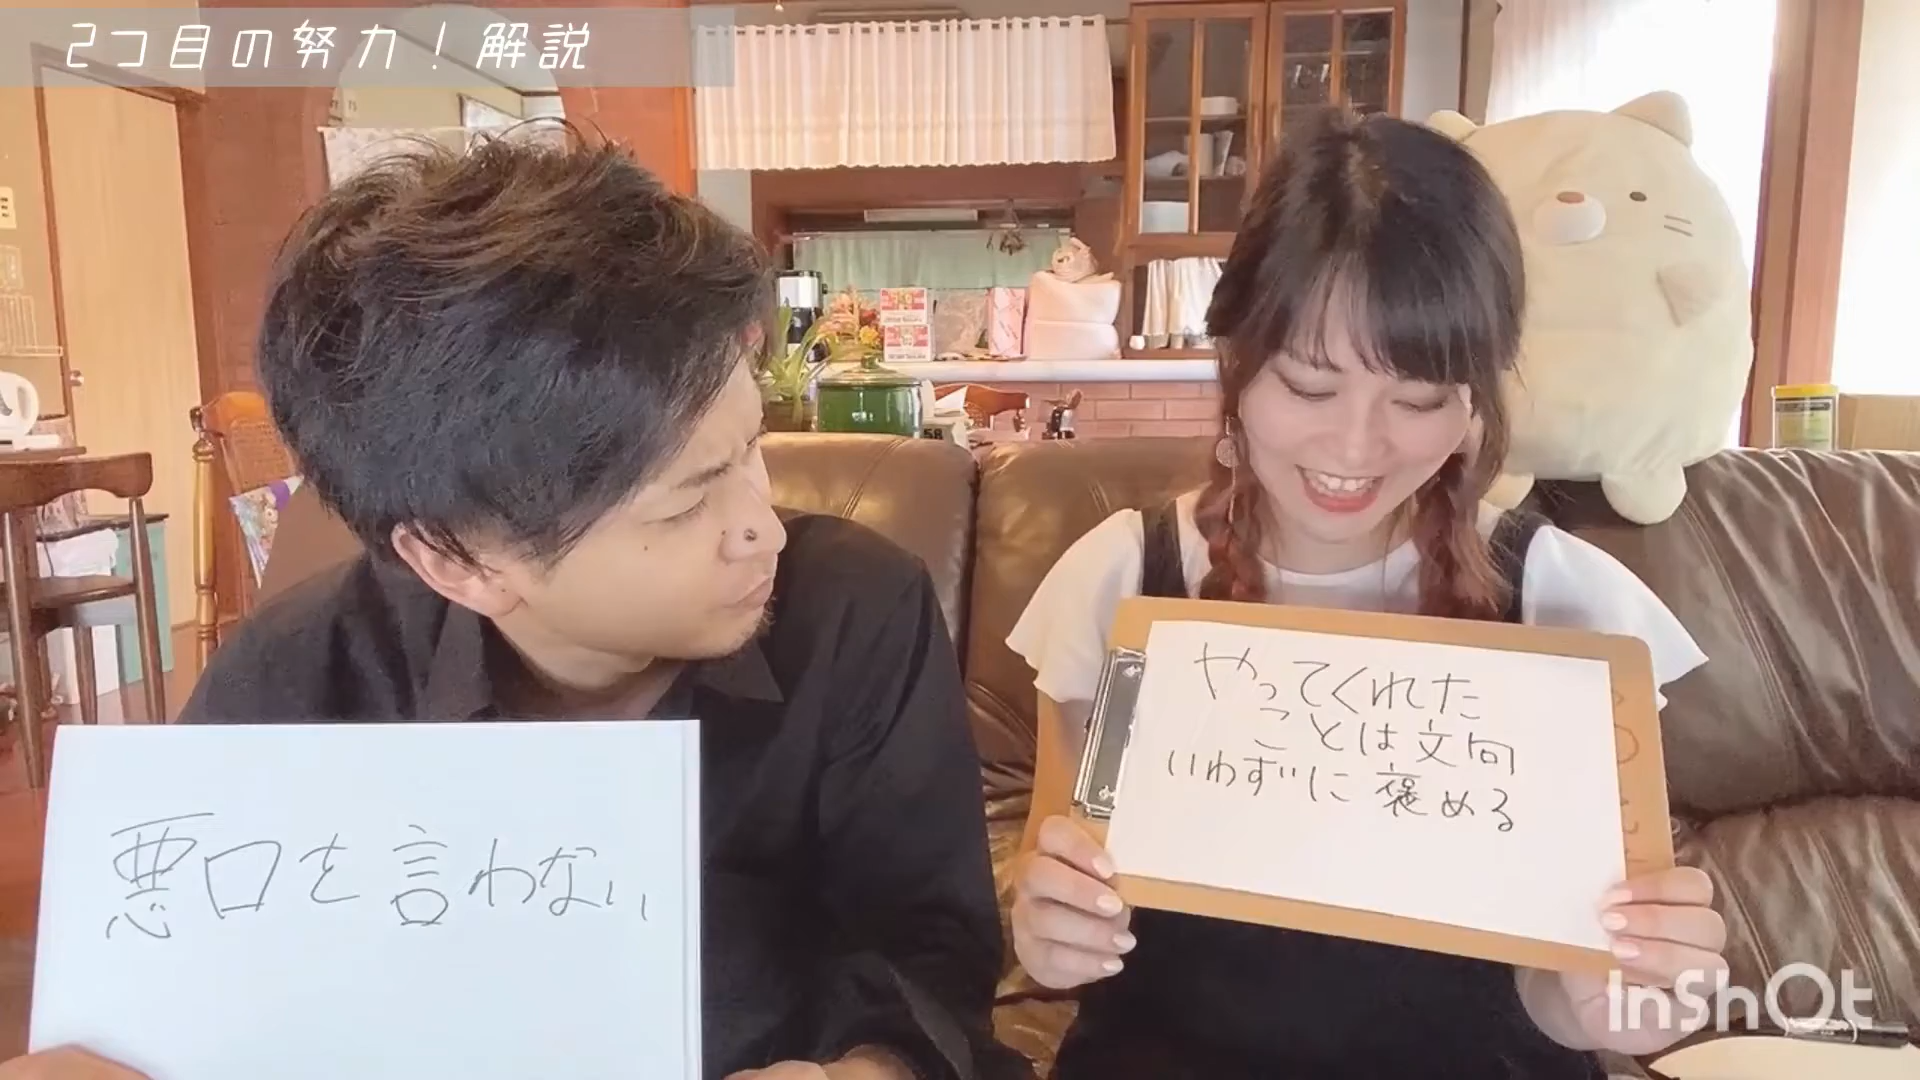 2つ目の努力！解説
悪口を言わない
やってくれた
ことは文句
いわずに褒める
58
InShOt